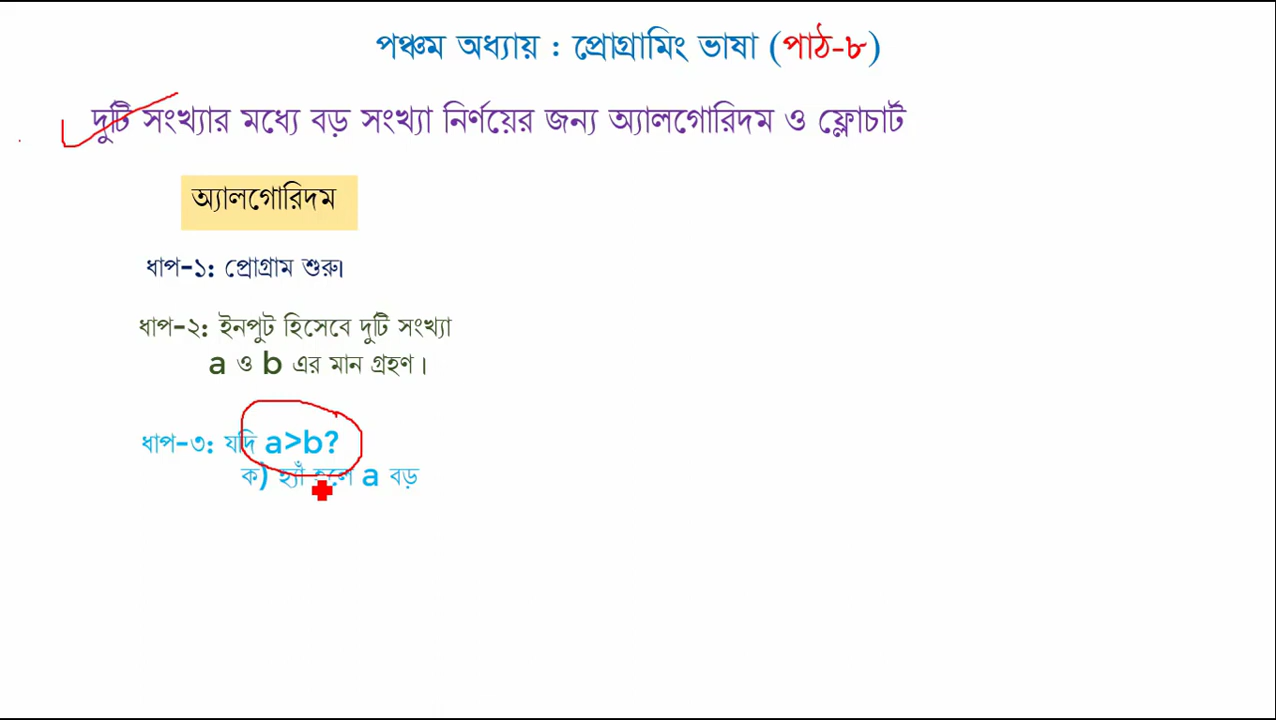 পঞ্চম অধ্যায় : প্রোগ্রামিং ভাষা (পাঠ-৮)
দুটি সংখ্যার মধ্যে বড় সংখ্যা নির্ণয়ের জন্য অ্যালগোরিদম ও ফ্লোচার্ট
অ্যালগোরিদম
ধাপ-১: প্রোগ্রাম শুরু।
ধাপ-২: ইনপুট হিসেবে দুটি সংখ্যা
a ও b এর মান গ্রহণ।
ধাপ-৩: যদি a>b?
ক) হ্যাঁ হলে a বড়